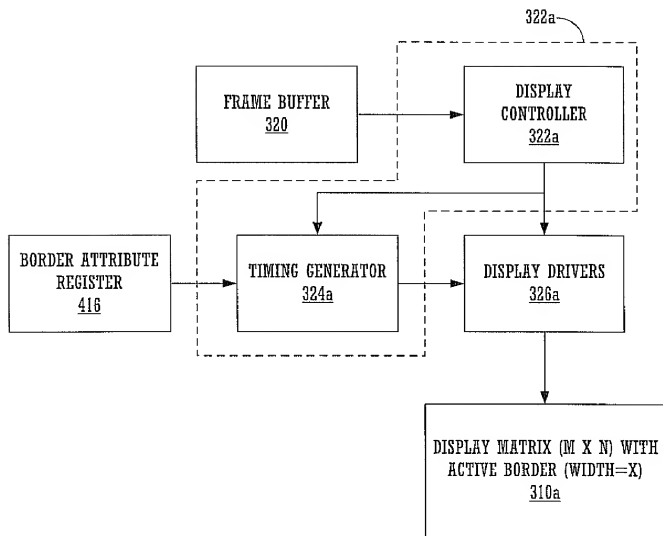 322a
FRAME BUFFER
320
DISPLAY
CONTROLLER
322a
BORDER ATTRIBUTE
REGISTER
416
TIMING GENERATOR
324a
DISPLAY DRIVERS
326a
DISPLAY MATRIX (M X N) WITH
ACTIVE BORDER (WIDTH=X)
310a